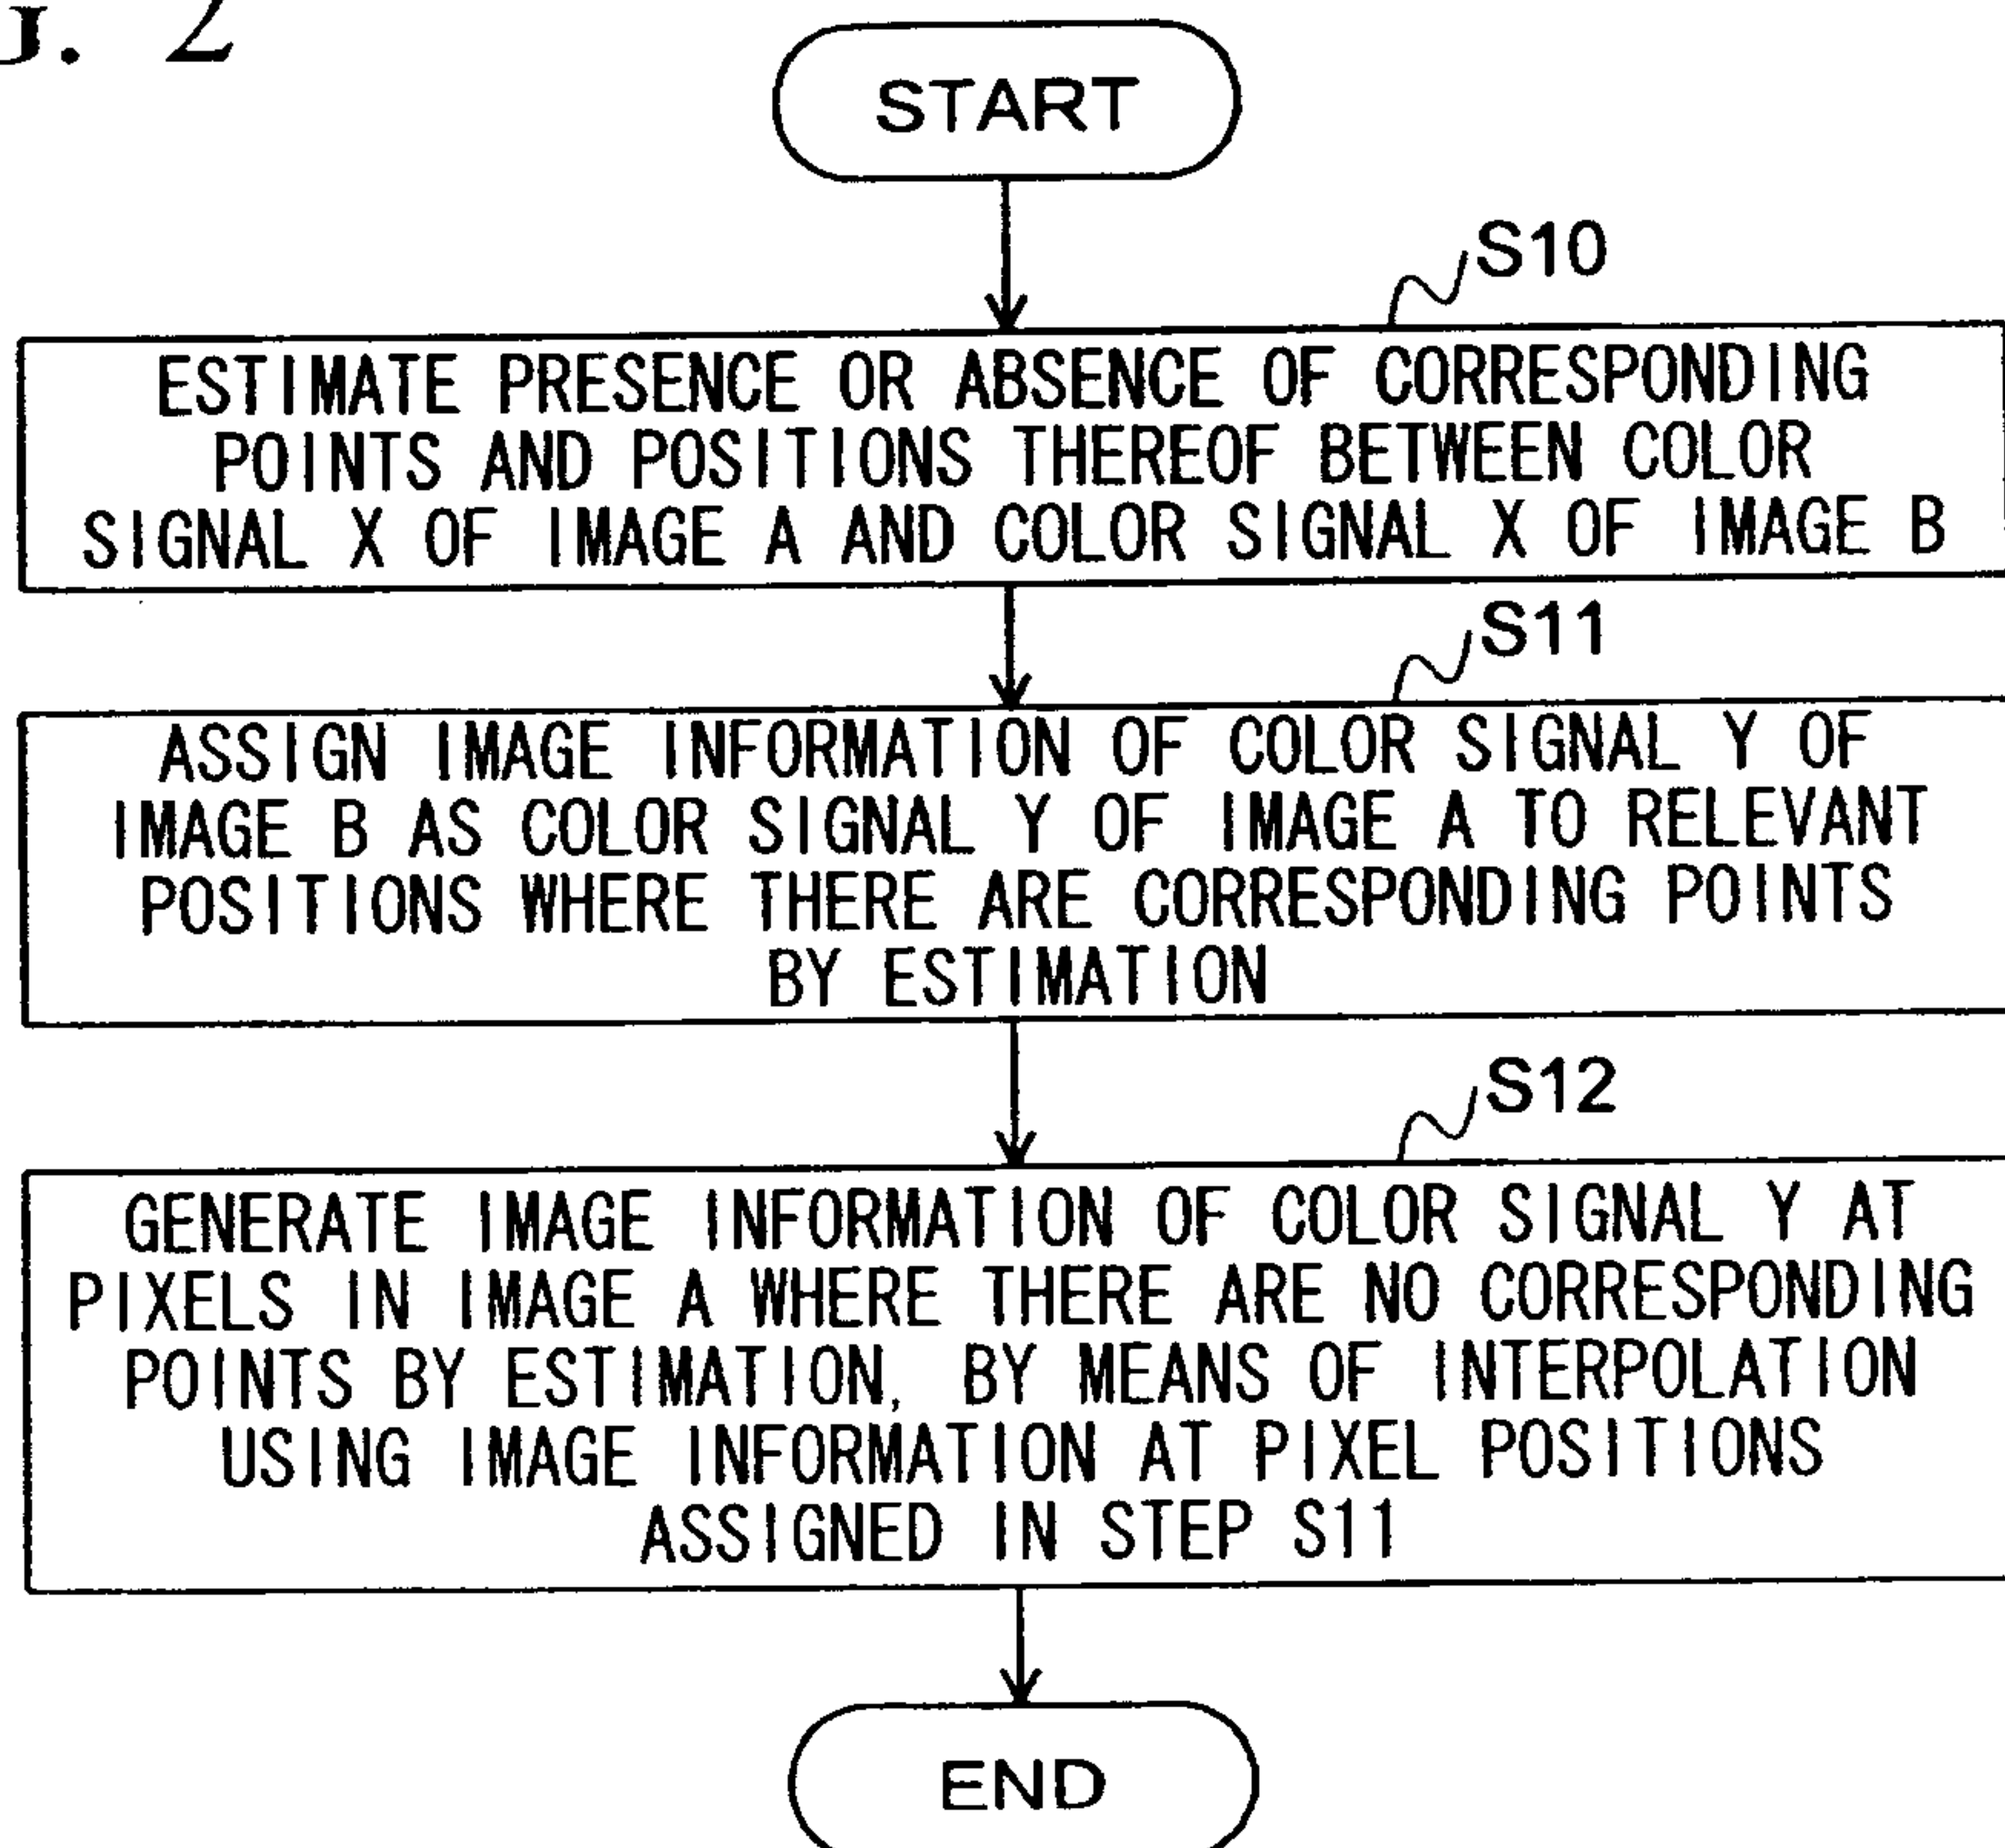 G. 2
START
S10
ESTIMATE PRESENCE OR ABSENCE OF CORRESPONDING
POINTS AND POSITIONS THEREOF BETWEEN COLOR
SIGNAL X OF IMAGE A AND COLOR SIGNAL X OF IMAGE B
S11
ASSIGN IMAGE INFORMATION OF COLOR SIGNAL Y OF
IMAGE B AS COLOR SIGNAL Y OF IMAGE A TO RELEVANT
POSITIONS WHERE THERE ARE CORRESPONDING POINTS
BY ESTIMATION
S12
GENERATE IMAGE INFORMATION OF COLOR SIGNAL Y AT
PIXELS IN IMAGE A WHERE THERE ARE NO CORRESPONDING
POINTS BY ESTIMATION, BY MEANS OF INTERPOLATION
USING IMAGE INFORMATION AT PIXEL POSITIONS
ASSIGNED IN STEP S11
END